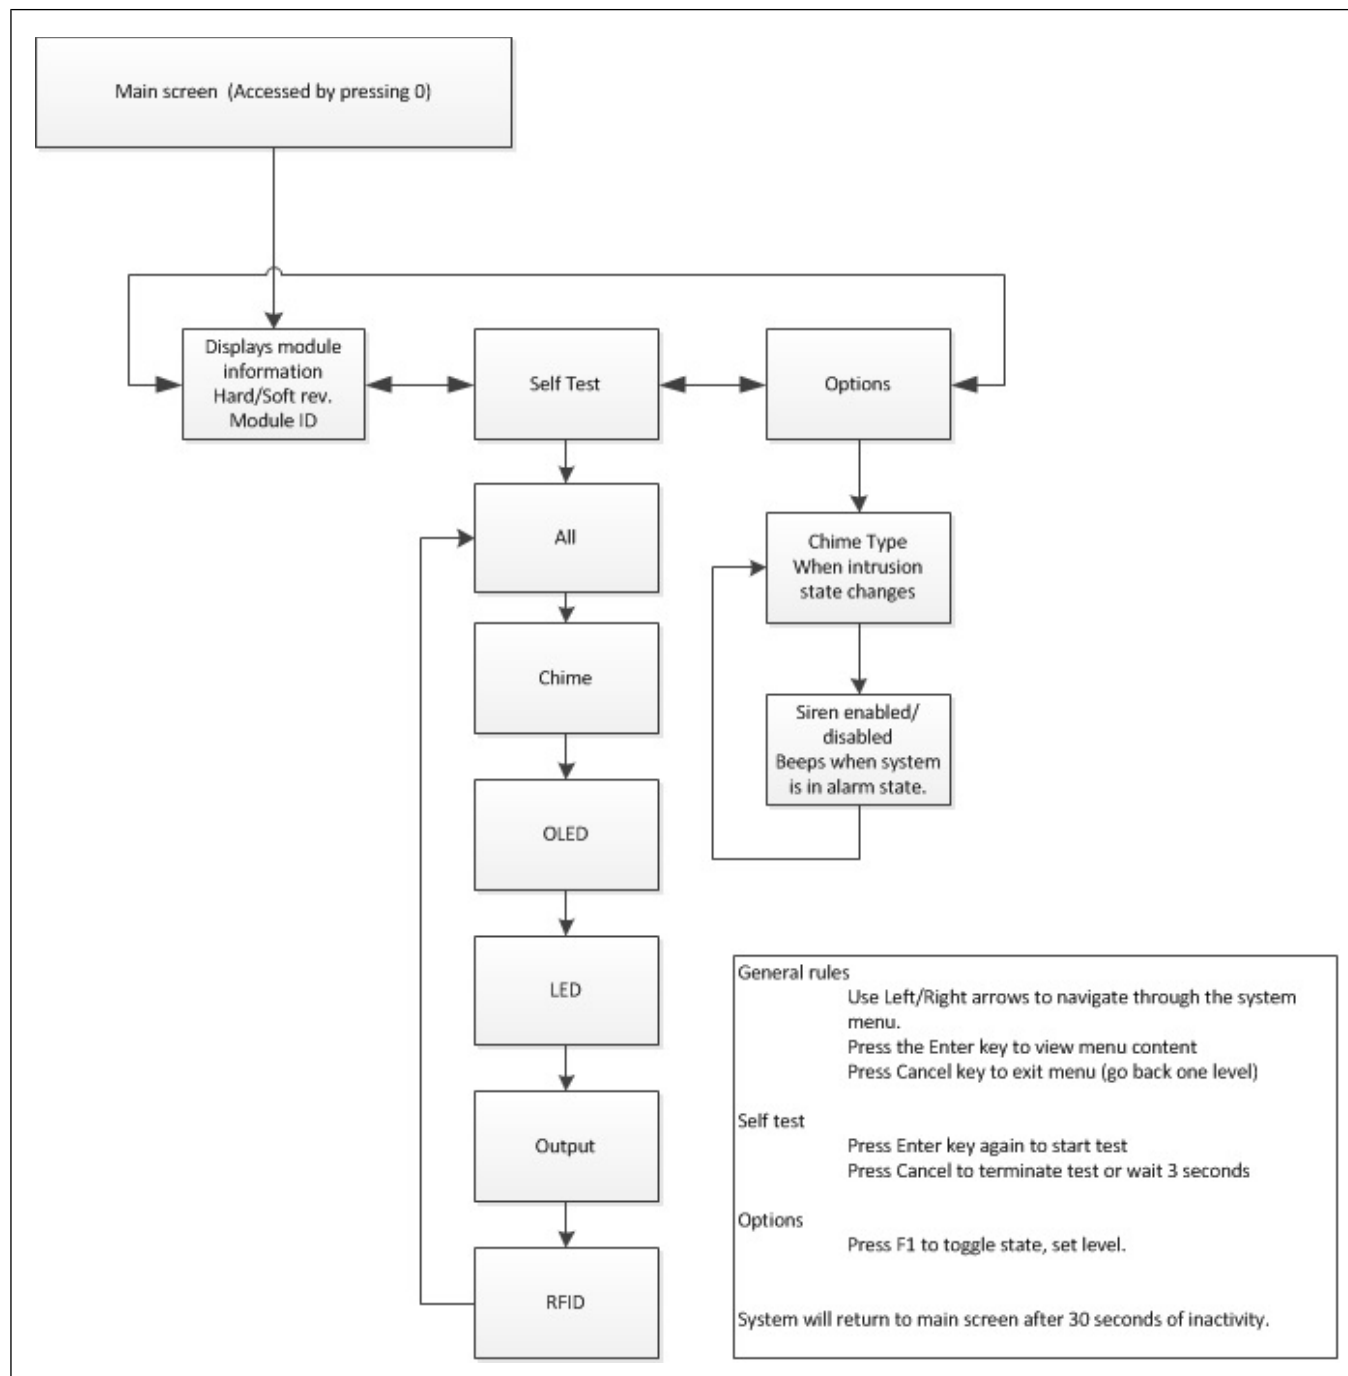 Main screen  (Accessed by pressing 0)
Displays module
information
Hard/Soft rev.
Module ID
Self Test
Options
All
Chime
OLED
LED
Output
RFID
Chime Type
When intrusion
state changes
Siren enabled/
disabled
Beeps when system
is in alarm state.
General rules
Use Left/Right arrows to navigate through the system
menu.
Press the Enter key to view menu content
Press Cancel key to exit menu (go back one level)
Self test
Press Enter key again to start test
Press Cancel to terminate test or wait 3 seconds
Options
Press F1 to toggle state, set level.
System will return to main screen after 30 seconds of inactivity.